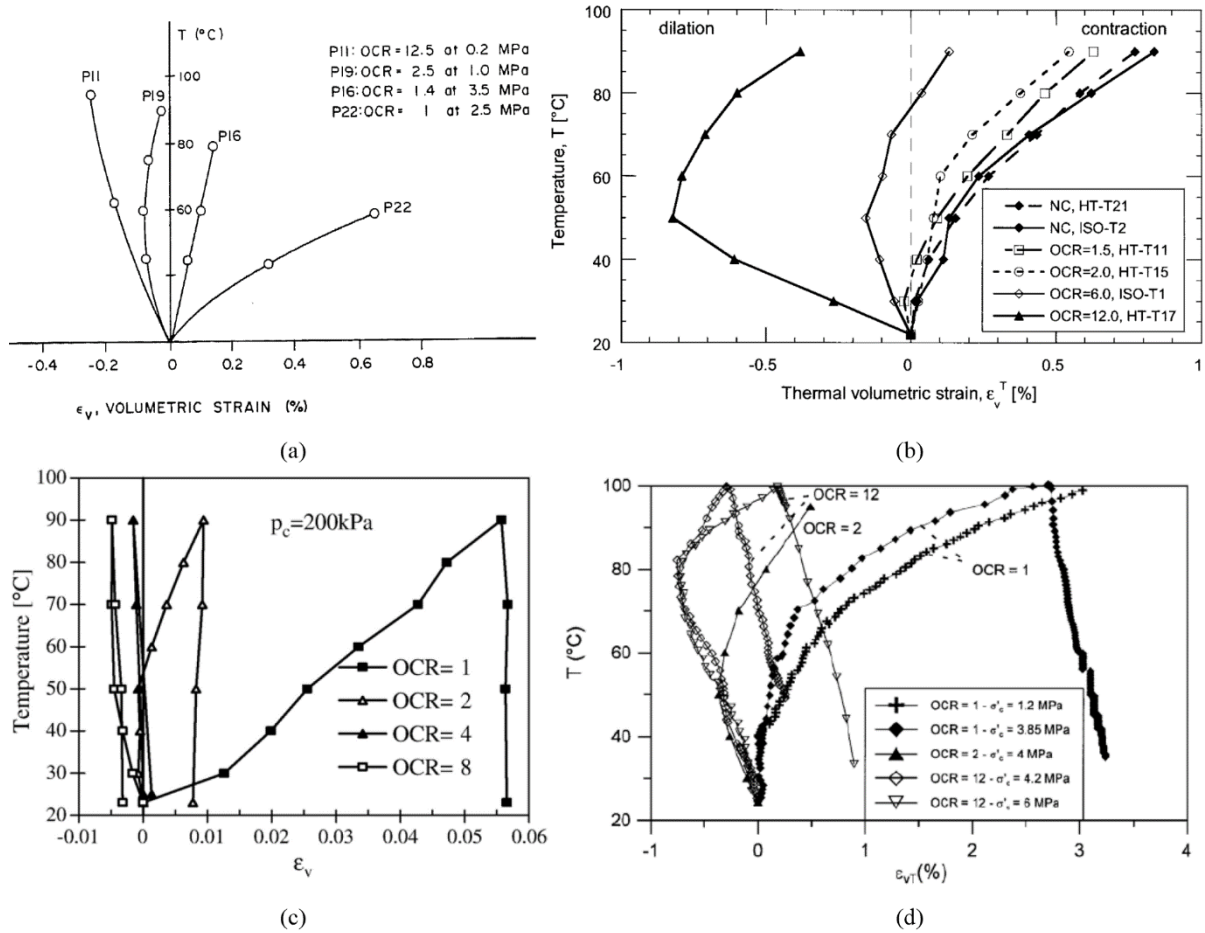 T (°C)
P11: OCR= 12.5 at 0.2 MPa
P19: OCR= 2.5 at 1.0 MPa
P16: OCR= 1.4 at 3.5 MPa
P22: OCR= 1 at 2.5 MPa
100
P11
P19
P16
80
60
P22
-0.4 -0.2 0 0.2 0.4 0.6 0.8
εv, VOLUMETRIC STRAIN (%)
(a)
100
dilation
contraction
80
60
40
20
Temperature, T [°C]
NC, HT-T21
NC, ISO-T2
OCR=1.5, HT-T11
OCR=2.0, HT-T15
OCR=6.0, ISO-T1
OCR=12.0, HT-T17
-1 -0.5 0 0.5 1
Thermal volumetric strain, εvT [%]
(b)
100
90
80
70
60
50
40
30
20
Temperature [°C]
pc=200kPa
OCR= 1
OCR= 2
OCR= 4
OCR= 8
-0.01 0 0.01 0.02 0.03 0.04 0.05 0.06
εv
(c)
100
80
60
40
20
T (°C)
OCR = 12
OCR = 2
OCR = 1
OCR = 1 - σ'c = 1.2 MPa
OCR = 1 - σ'c = 3.85 MPa
OCR = 2 - σ'c = 4 MPa
OCR = 12 - σ'c = 4.2 MPa
OCR = 12 - σ'c = 6 MPa
-1 0 1 2 3 4
εvT(%)
(d)